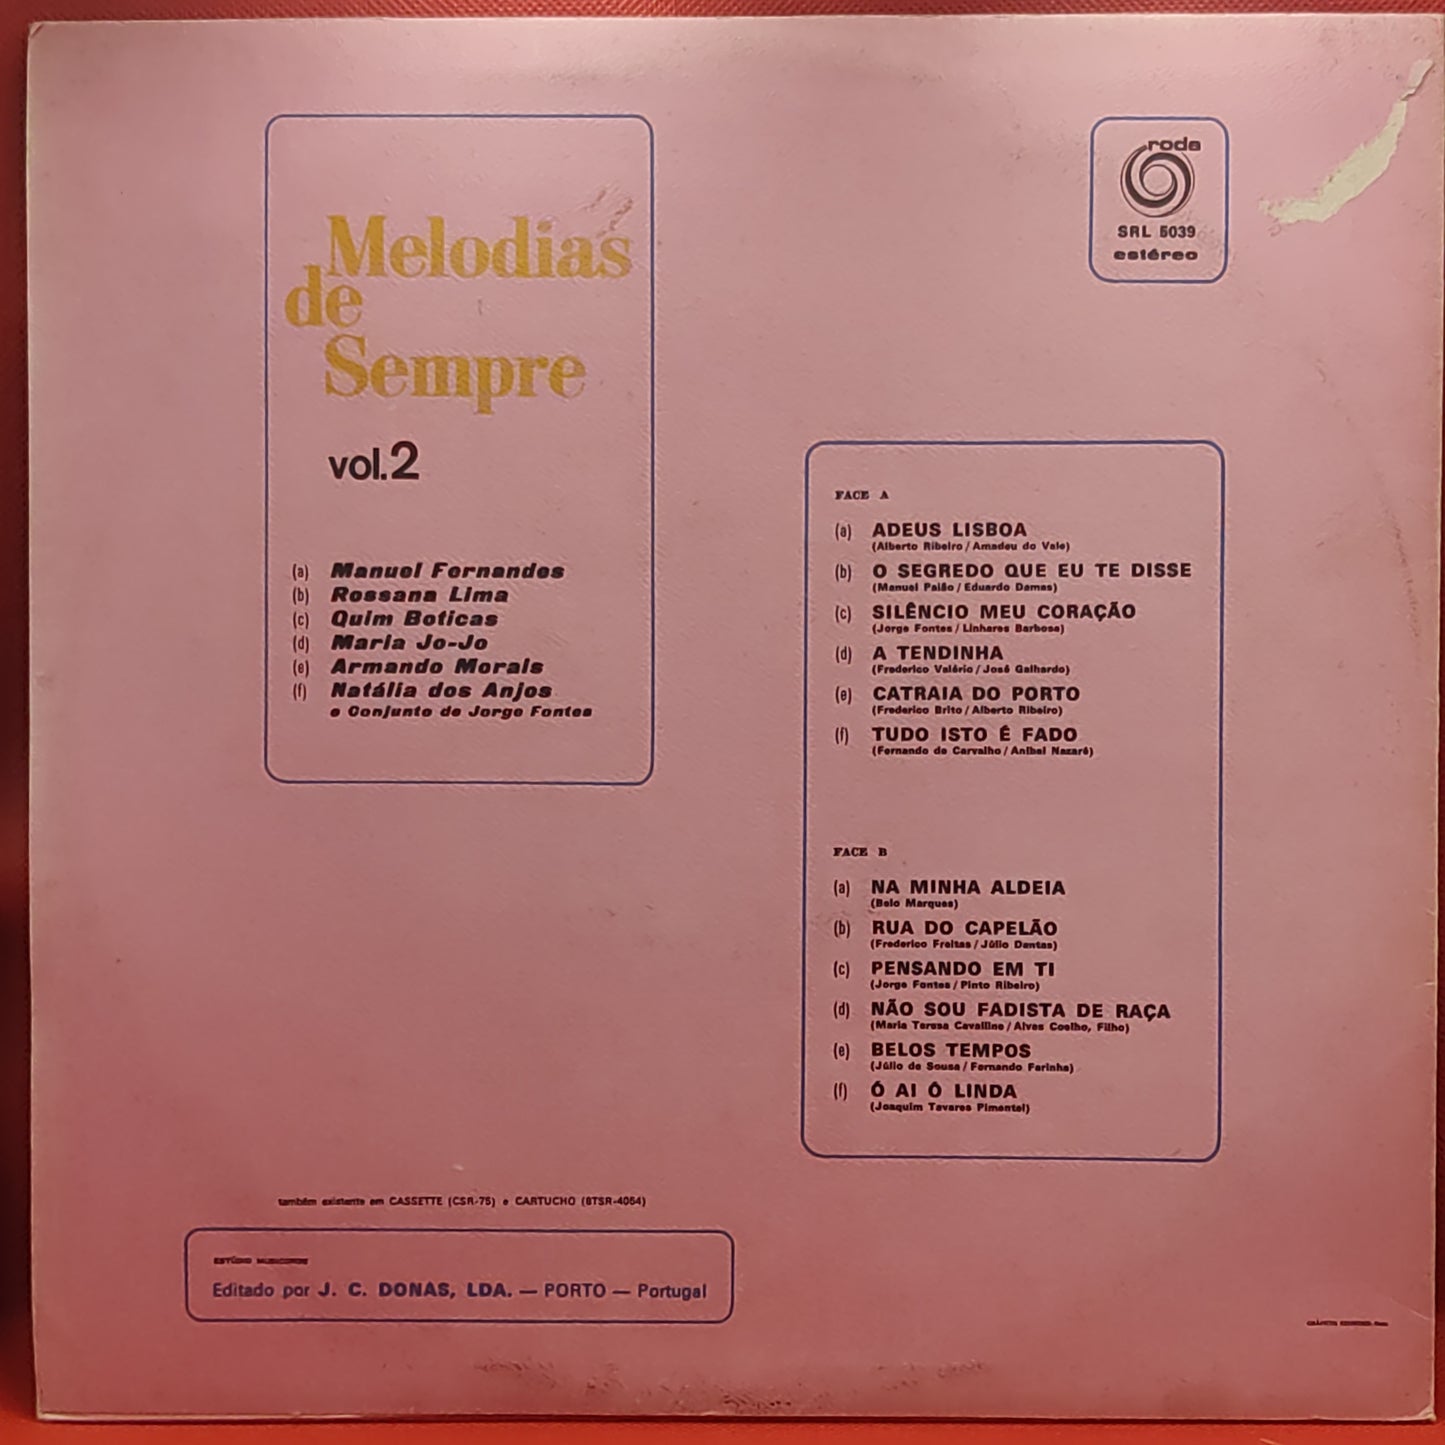 Melodias
de
Sempre
vol.2
(a) Manuel Fernandes
(b) Rossana Lima
(c) Quim Boticas
(d) Maria Jo-Jo
(e) Armando Morais
(f) Natália dos Anjos
e Conjunto de Jorge Fontes
roda
SRL 5039
estéreo
FACE A
(a) ADEUS LISBOA
(Alberto Ribeiro / Amadeu do Vale)
(b) O SEGREDO QUE EU TE DISSE
(Manuel Paião / Eduardo Damas)
(c) SILÊNCIO MEU CORAÇÃO
(Jorge Fontes / Linhares Barbosa)
(d) A TENDINHA
(Frederico Valério / José Galhardo)
(e) CATRAIA DO PORTO
(Frederico Brito / Alberto Ribeiro)
(f) TUDO ISTO É FADO
(Fernando de Carvalho / Aníbal Nazaré)
FACE B
(a) NA MINHA ALDEIA
(Belo Marques)
(b) RUA DO CAPELÃO
(Frederico Freitas / Júlio Dantas)
(c) PENSANDO EM TI
(Jorge Fontes / Pinto Ribeiro)
(d) NÃO SOU FADISTA DE RAÇA
(Maria Teresa Cavallino / Alves Coelho, Filho)
(e) BELOS TEMPOS
(Júlio de Sousa / Fernando Farinha)
(f) Ó AI Ó LINDA
(Joaquim Tavares Pimentel)
também existente em CASSETTE (CSR-75) e CARTUCHO (8TSR-4054)
ESTÚDIO MUSICORDE
Editado por J. C. DONAS, LDA. — PORTO — Portugal